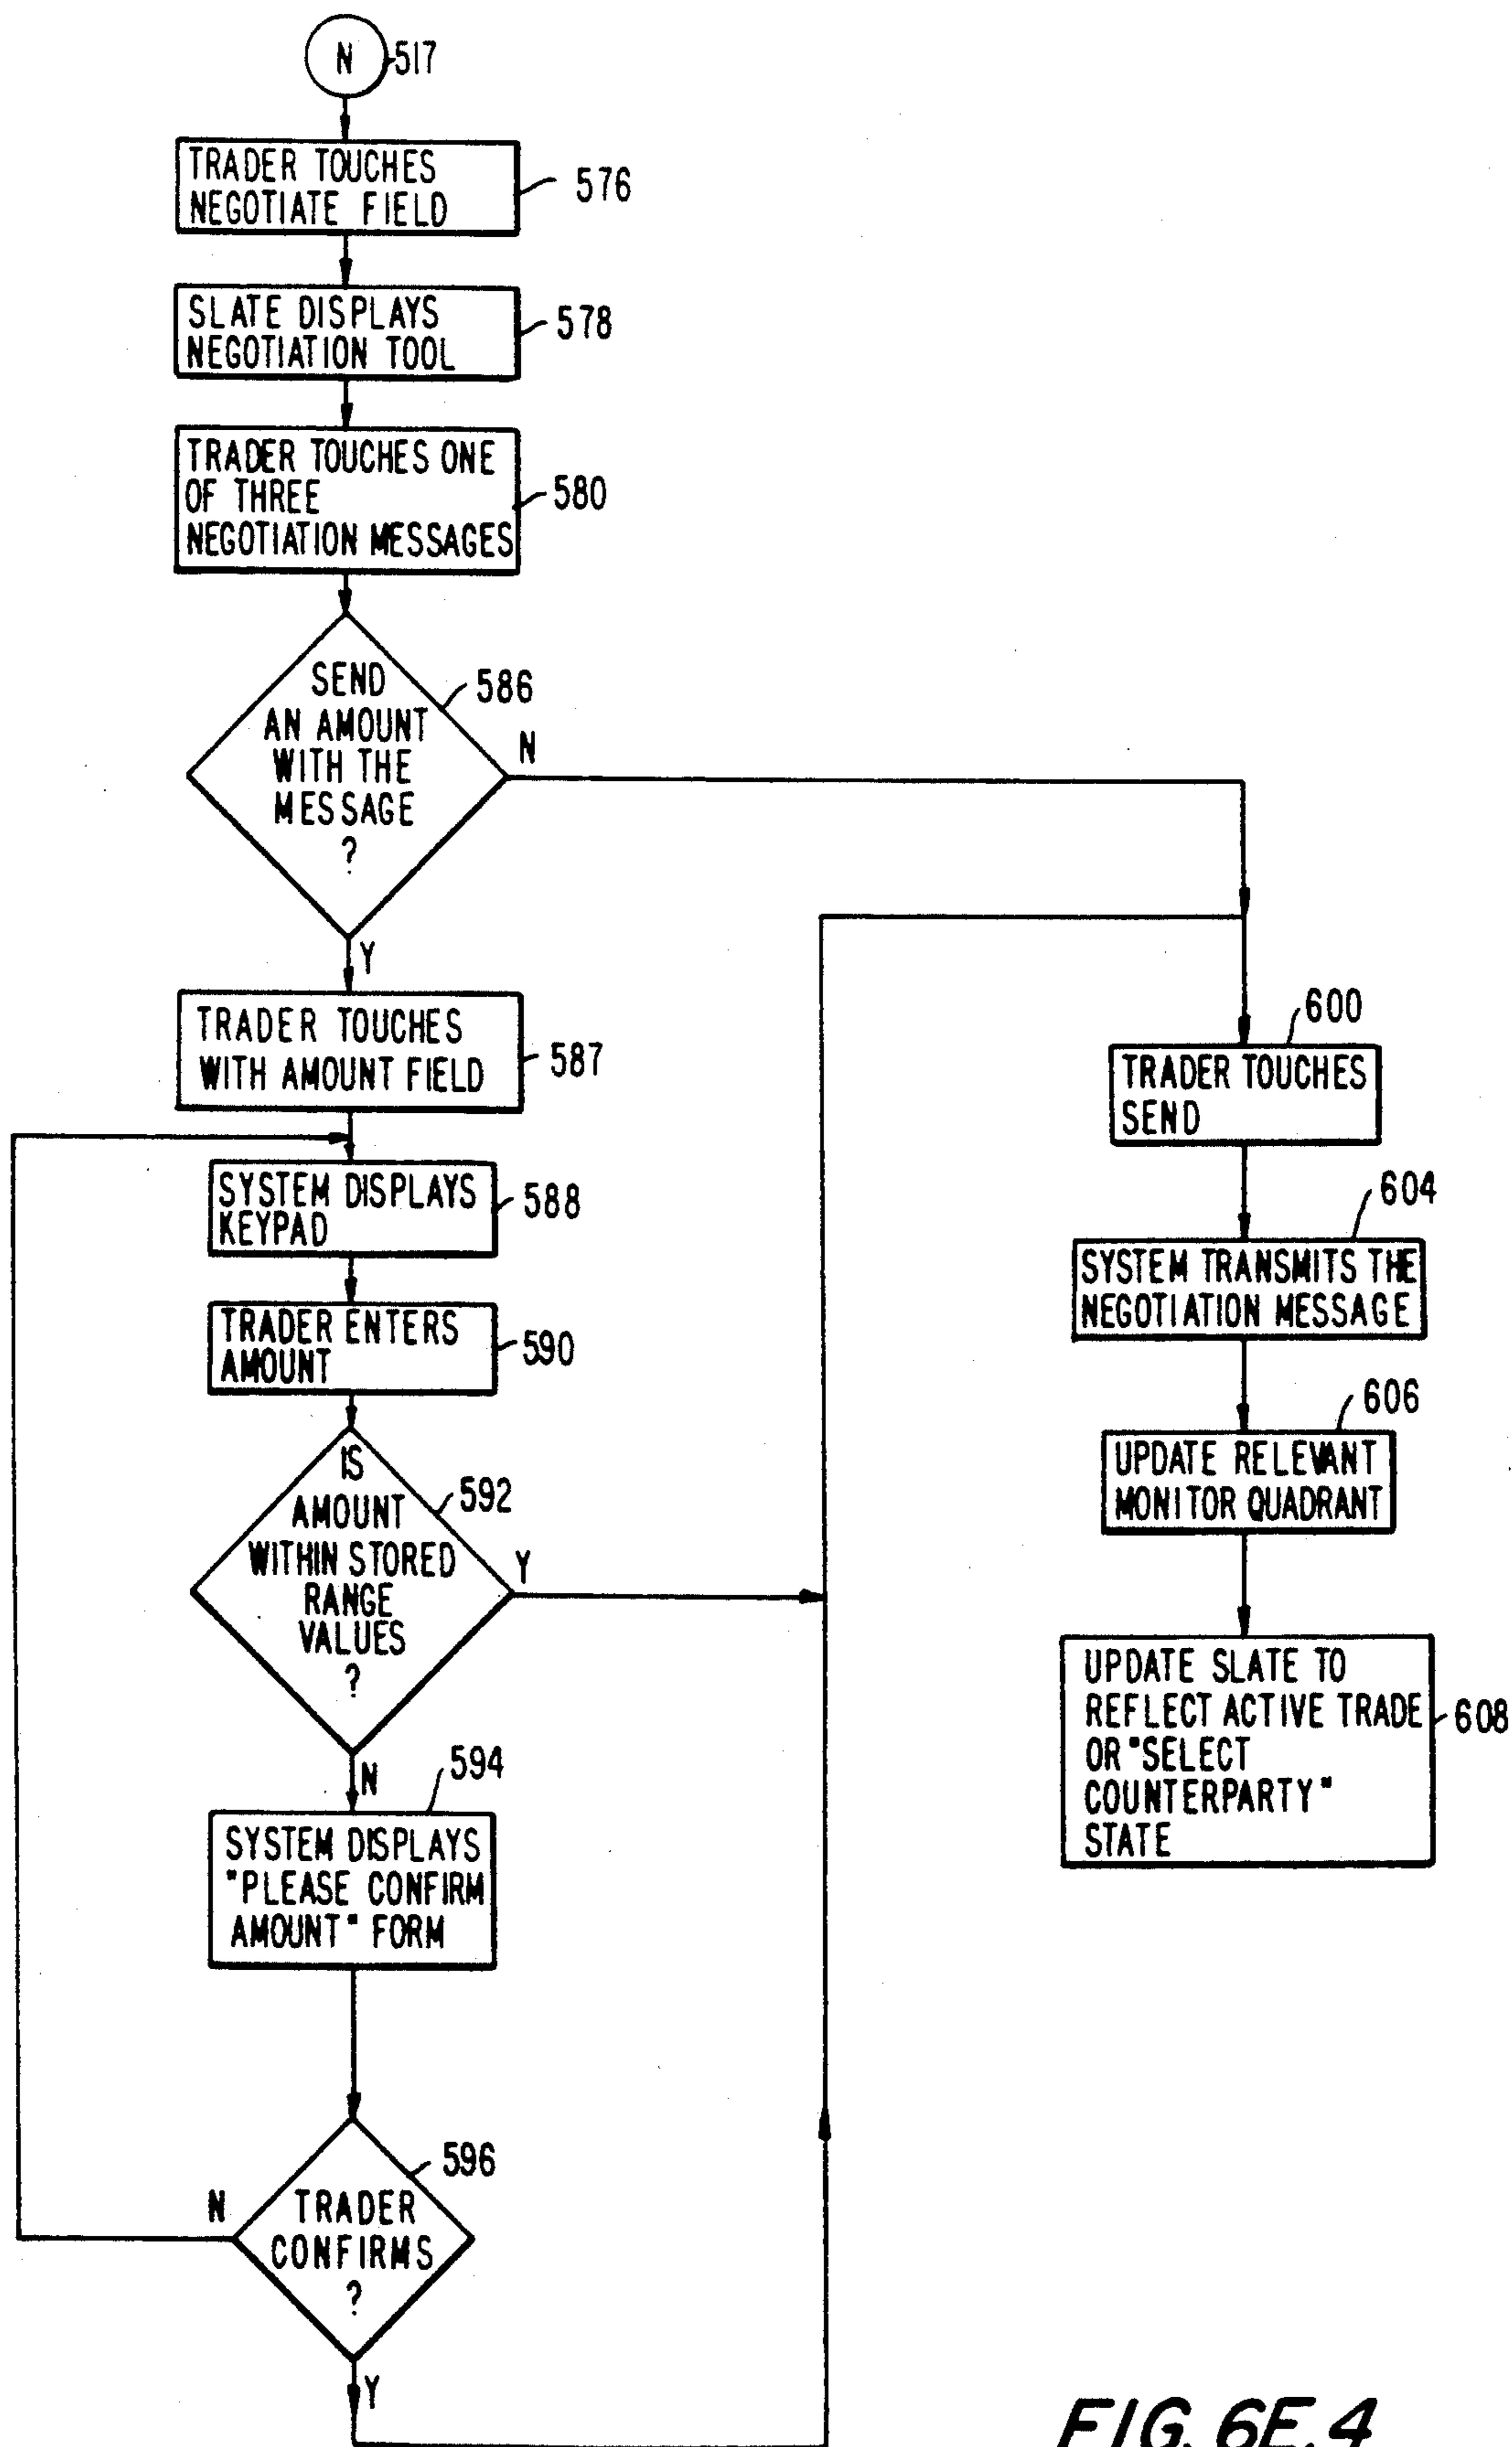 N 517
TRADER TOUCHES
NEGOTIATE FIELD
576
SLATE DISPLAYS
NEGOTIATION TOOL
578
TRADER TOUCHES ONE
OF THREE
NEGOTIATION MESSAGES
580
SEND
AN AMOUNT
WITH THE
MESSAGE
?
586
N
Y
TRADER TOUCHES
WITH AMOUNT FIELD
587
SYSTEM DISPLAYS
KEYPAD
588
TRADER ENTERS
AMOUNT
590
IS
AMOUNT
WITHIN STORED
RANGE
VALUES
?
592
Y
N
594
SYSTEM DISPLAYS
"PLEASE CONFIRM
AMOUNT" FORM
596
TRADER
CONFIRMS
?
N
Y
600
TRADER TOUCHES
SEND
604
SYSTEM TRANSMITS THE
NEGOTIATION MESSAGE
606
UPDATE RELEVANT
MONITOR QUADRANT
UPDATE SLATE TO
REFLECT ACTIVE TRADE
OR "SELECT
COUNTERPARTY"
STATE
608
FIG. 6E.4